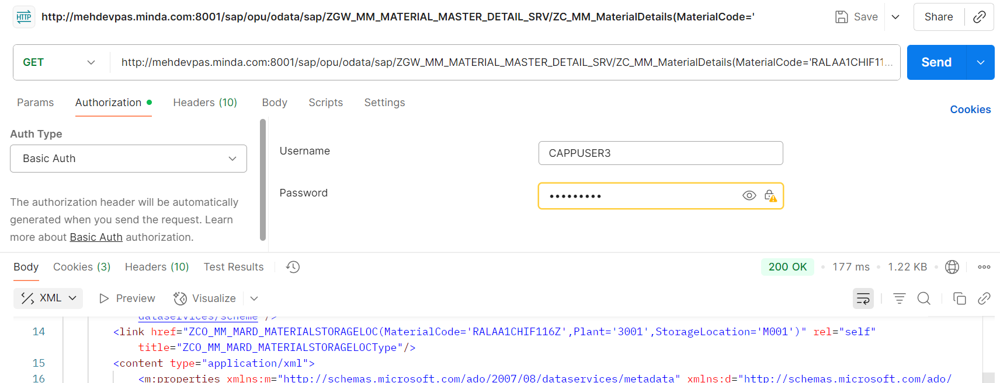 HTTP http://mehdevpas.minda.com:8001/sap/opu/odata/sap/ZGW_MM_MATERIAL_MASTER_DETAIL_SRV/ZC_MM_MaterialDetails(MaterialCode=' Save Share
GET http://mehdevpas.minda.com:8001/sap/opu/odata/sap/ZGW_MM_MATERIAL_MASTER_DETAIL_SRV/ZC_MM_MaterialDetails(MaterialCode='RALAA1CHIF11... Send
Params Authorization Headers (10) Body Scripts Settings Cookies
Auth Type
Basic Auth
The authorization header will be automatically
generated when you send the request. Learn
more about Basic Auth authorization.
Username CAPPUSER3
Password •••••••••
Body Cookies (3) Headers (10) Test Results 200 OK • 177 ms • 1.22 KB •
XML Preview Visualize
dataservices/scheme"/>
14 <link href="ZCO_MM_MARD_MATERIALSTORAGELOC(MaterialCode='RALAA1CHIF116Z',Plant='3001',StorageLocation='M001')" rel="self"
title="ZCO_MM_MARD_MATERIALSTORAGELOCType"/>
15 <content type="application/xml">
16 <m:properties xmlns:m="http://schemas.microsoft.com/ado/2007/08/dataservices/metadata" xmlns:d="http://schemas.microsoft.com/ado/